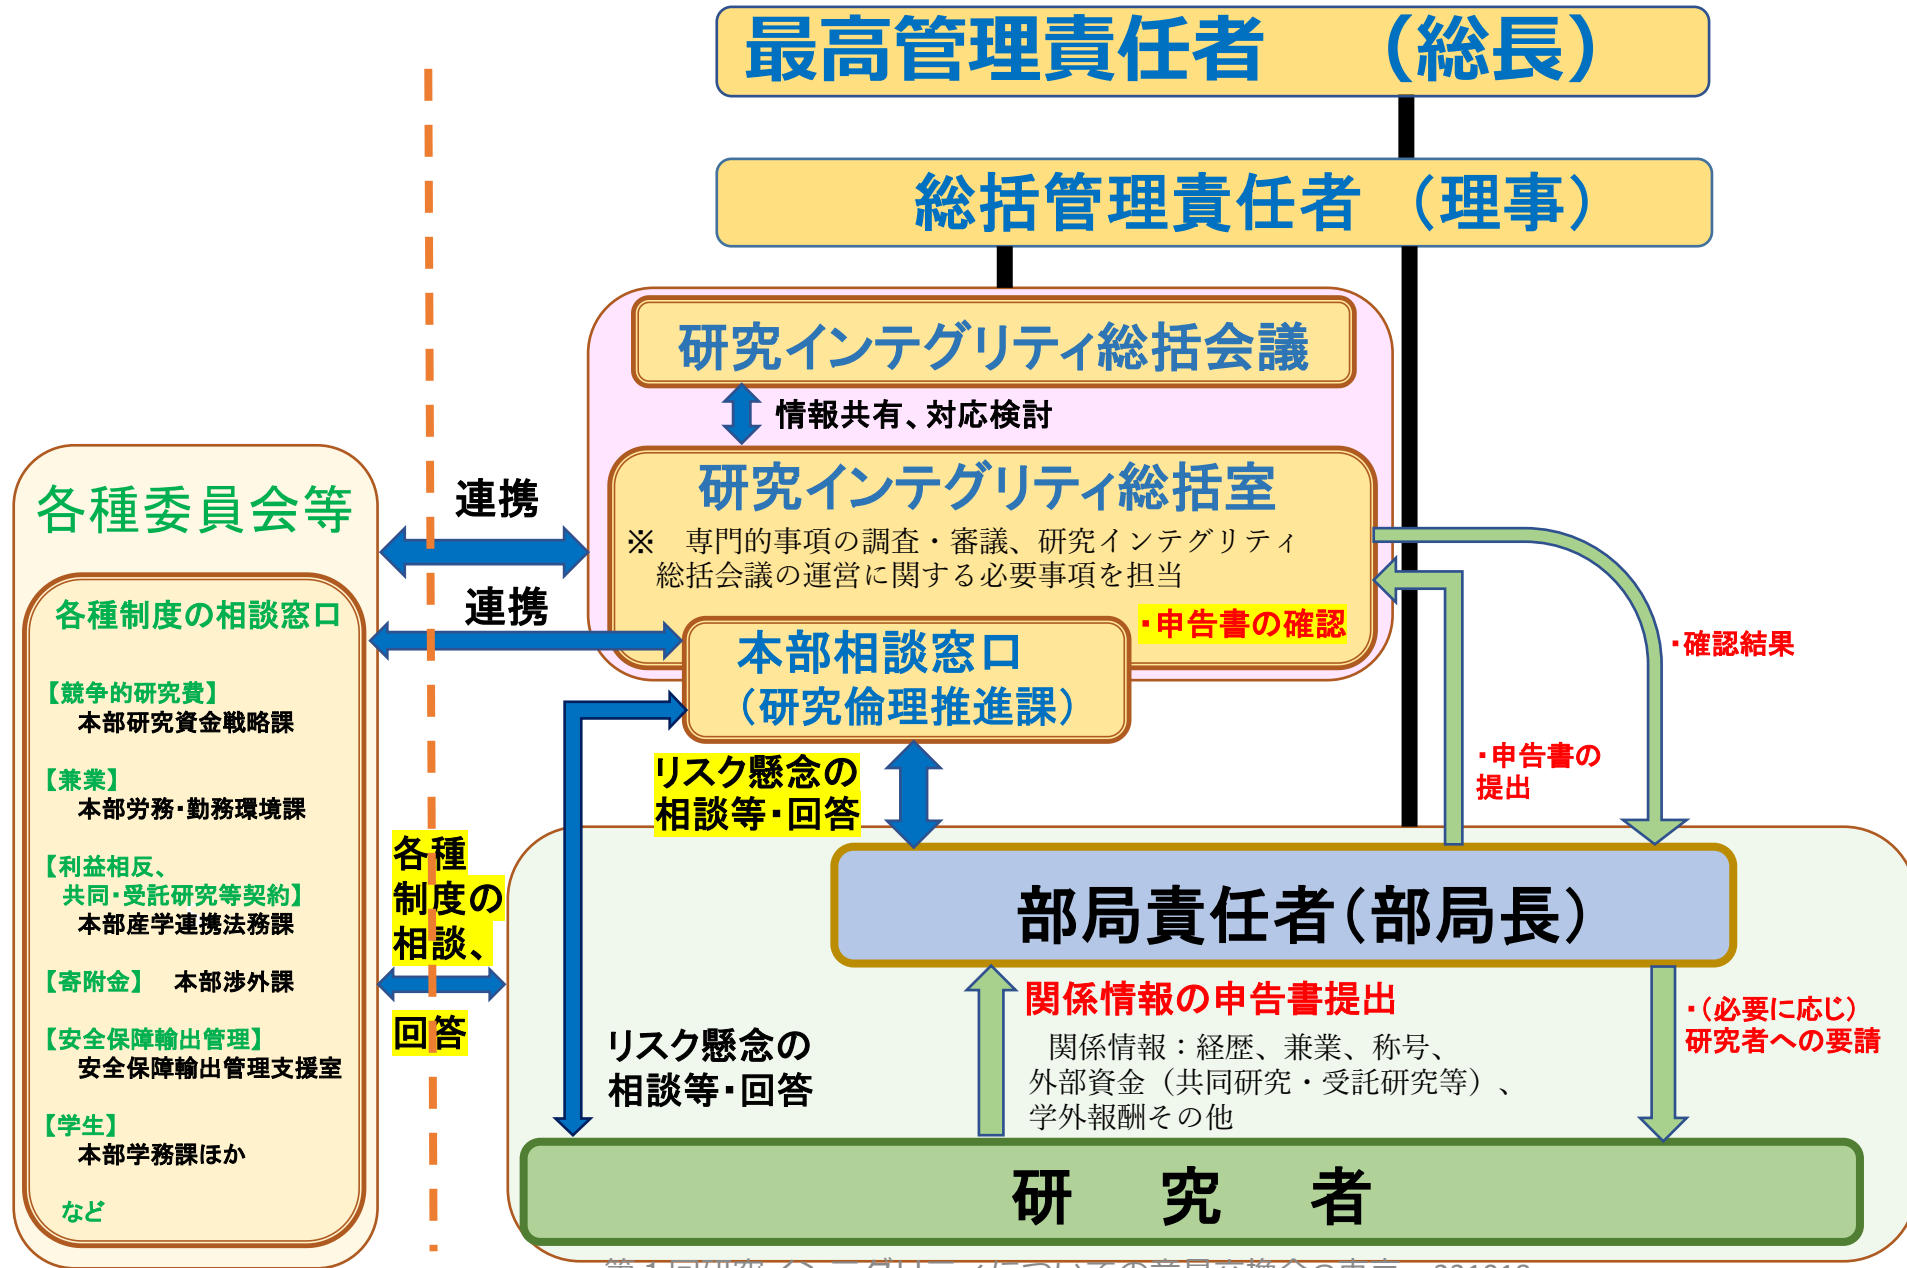 最高管理責任者　（総長）
総括管理責任者 （理事）
研究インテグリティ総括会議
情報共有、対応検討
研究インテグリティ総括室
※　専門的事項の調査・審議、研究インテグリティ
総括会議の運営に関する必要事項を担当
・申告書の確認
本部相談窓口
（研究倫理推進課）
連携
連携
各種委員会等
各種制度の相談窓口
【競争的研究費】
本部研究資金戦略課
【兼業】
本部労務・勤務環境課
【利益相反、
共同・受託研究等契約】
本部産学連携法務課
【寄附金】　本部渉外課
【安全保障輸出管理】
安全保障輸出管理支援室
【学生】
本部学務課ほか
など
各種
制度の
相談、
回答
リスク懸念の
相談等・回答
・確認結果
・申告書の
提出
部局責任者（部局長）
リスク懸念の
相談等・回答
関係情報の申告書提出
関係情報：経歴、兼業、称号、
外部資金（共同研究・受託研究等）、
学外報酬その他
・（必要に応じ）
研究者への要請
研　究　者